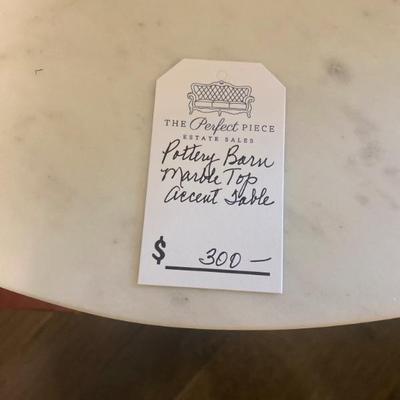 THE Perfect PIECE
ESTATE SALES
Pottery Barn
Marble Top
Accent Table
$ 300 —